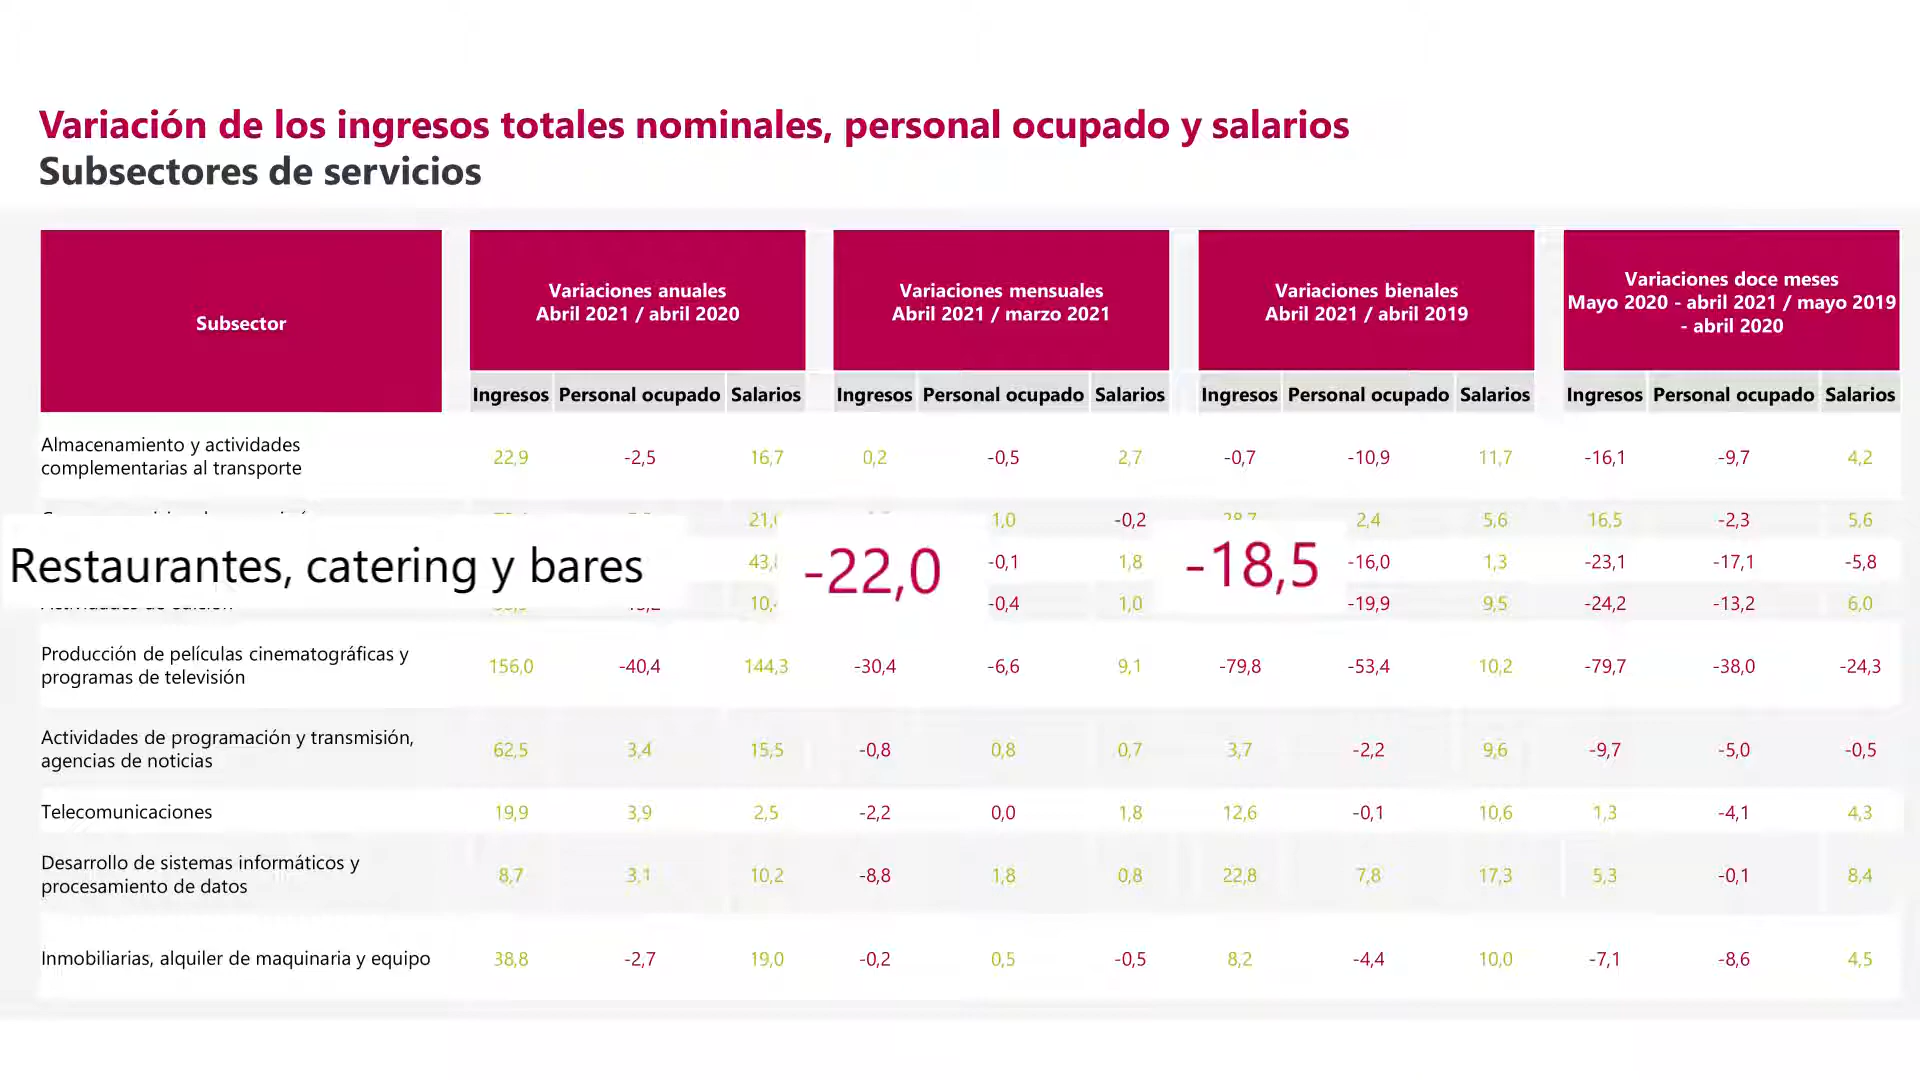 Variación de los ingresos totales nominales, personal ocupado y salarios
Subsectores de servicios
Subsector
Variaciones anuales
Abril 2021 / abril 2020
Variaciones mensuales
Abril 2021 / marzo 2021
Variaciones bienales
Abril 2021 / abril 2019
Variaciones doce meses
Mayo 2020 - abril 2021 / mayo 2019
- abril 2020
Ingresos Personal ocupado Salarios Ingresos Personal ocupado Salarios Ingresos Personal ocupado Salarios Ingresos Personal ocupado Salarios
Almacenamiento y actividades
complementarias al transporte
22,9 -2,5 16,7 0,2 -0,5 2,7 -0,7 -10,9 11,7 -16,1 -9,7 4,2
1,0 -0,2 2,4 5,6 16,5 -2,3 5,6
Restaurantes, catering y bares -22,0 -0,1 1,8 -18,5 -16,0 1,3 -23,1 -17,1 -5,8
-0,4 1,0 -19,9 9,5 -24,2 -13,2 6,0
Producción de películas cinematográficas y
programas de televisión
156,0 -40,4 144,3 -30,4 -6,6 9,1 -79,8 -53,4 10,2 -79,7 -38,0 -24,3
Actividades de programación y transmisión,
agencias de noticias
62,5 3,4 15,5 -0,8 0,8 0,7 3,7 -2,2 9,6 -9,7 -5,0 -0,5
Telecomunicaciones 19,9 3,9 2,5 -2,2 0,0 1,8 12,6 -0,1 10,6 1,3 -4,1 4,3
Desarrollo de sistemas informáticos y
procesamiento de datos
8,7 3,1 10,2 -8,8 1,8 0,8 22,8 7,8 17,3 5,3 -0,1 8,4
Inmobiliarias, alquiler de maquinaria y equipo 38,8 -2,7 19,0 -0,2 0,5 -0,5 8,2 -4,4 10,0 -7,1 -8,6 4,5